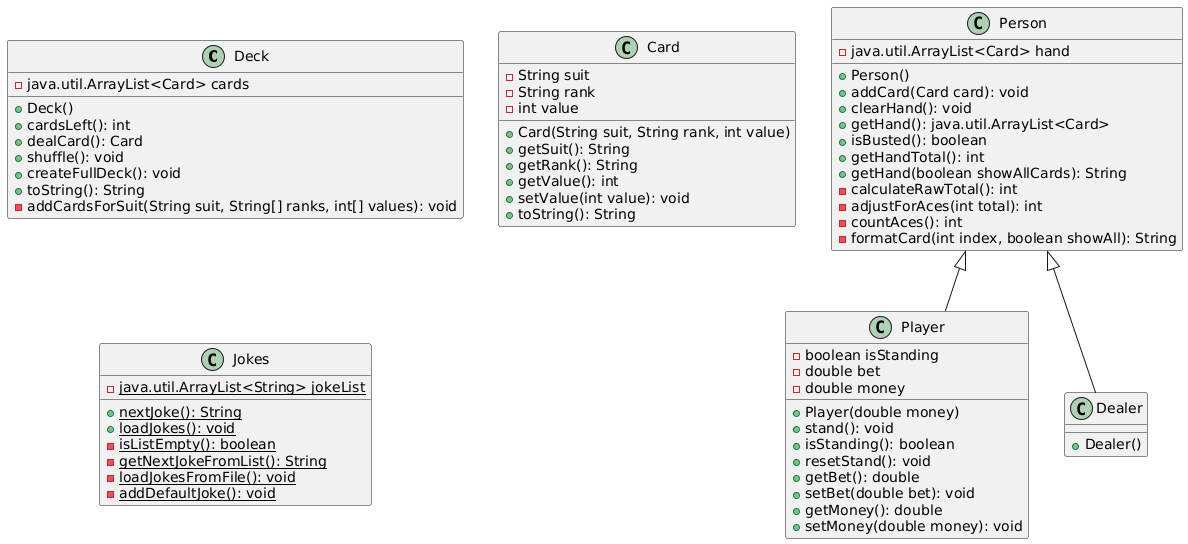 C Deck
java.util.ArrayList<Card> cards
Deck()
cardsLeft(): int
dealCard(): Card
shuffle(): void
createFullDeck(): void
toString(): String
addCardsForSuit(String suit, String[] ranks, int[] values): void
C Card
String suit
String rank
int value
Card(String suit, String rank, int value)
getSuit(): String
getRank(): String
getValue(): int
setValue(int value): void
toString(): String
C Person
java.util.ArrayList<Card> hand
Person()
addCard(Card card): void
clearHand(): void
getHand(): java.util.ArrayList<Card>
isBusted(): boolean
getHandTotal(): int
getHand(boolean showAllCards): String
calculateRawTotal(): int
adjustForAces(int total): int
countAces(): int
formatCard(int index, boolean showAll): String
C Jokes
java.util.ArrayList<String> jokeList
nextJoke(): String
loadJokes(): void
isListEmpty(): boolean
getNextJokeFromList(): String
loadJokesFromFile(): void
addDefaultJoke(): void
C Player
boolean isStanding
double bet
double money
Player(double money)
stand(): void
isStanding(): boolean
resetStand(): void
getBet(): double
setBet(double bet): void
getMoney(): double
setMoney(double money): void
C Dealer
Dealer()